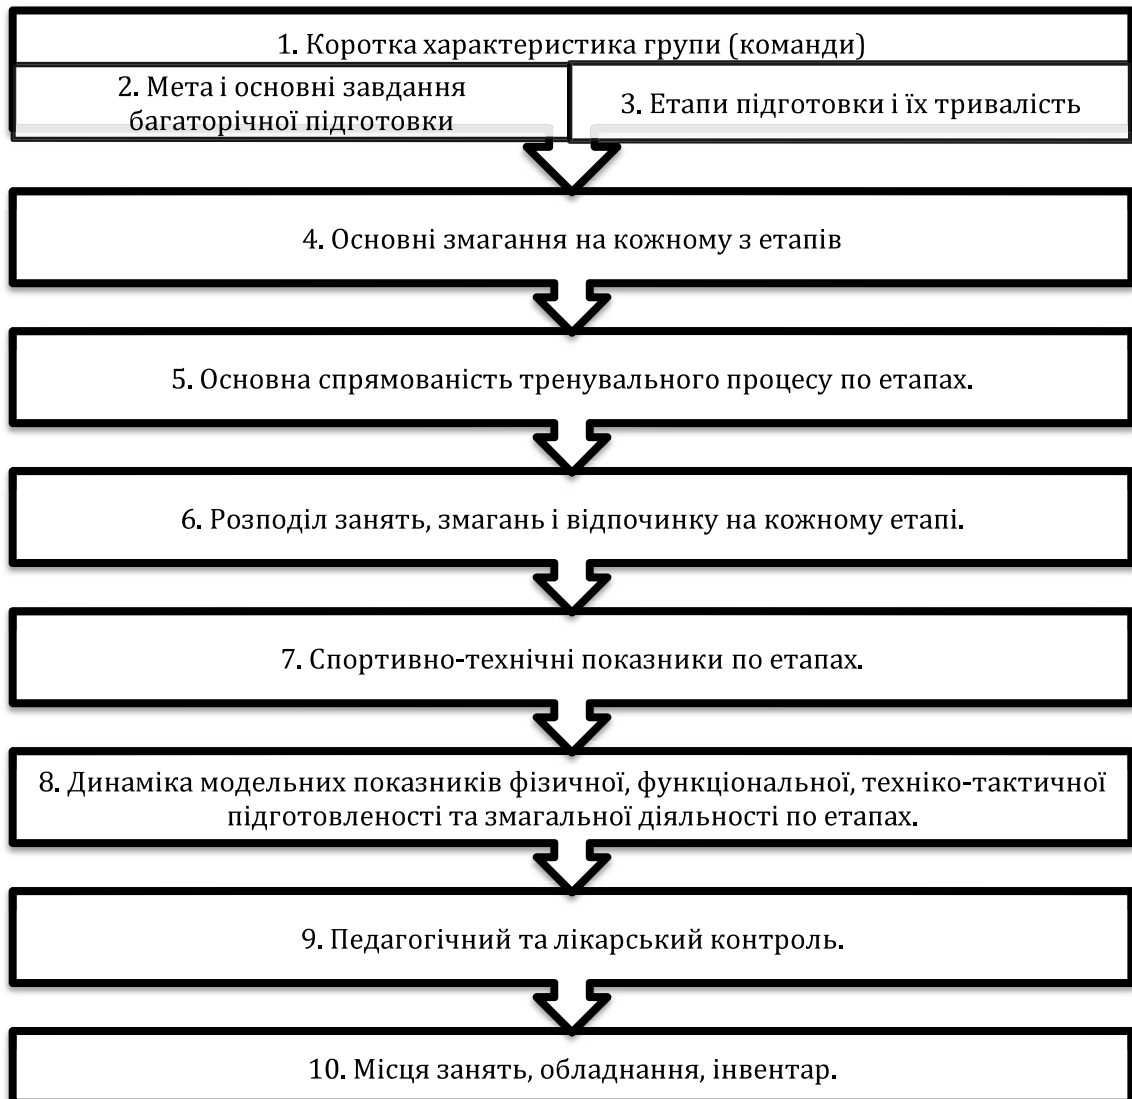 1. Коротка характеристика групи (команди)
2. Мета і основні завдання
багаторічної підготовки
3. Етапи підготовки і їх тривалість
4. Основні змагання на кожному з етапів
5. Основна спрямованість тренувального процесу по етапах.
6. Розподіл занять, змагань і відпочинку на кожному етапі.
7. Спортивно-технічні показники по етапах.
8. Динаміка модельних показників фізичної, функціональної, техніко-тактичної
підготовленості та змагальної діяльності по етапах.
9. Педагогічний та лікарський контроль.
10. Місця занять, обладнання, інвентар.